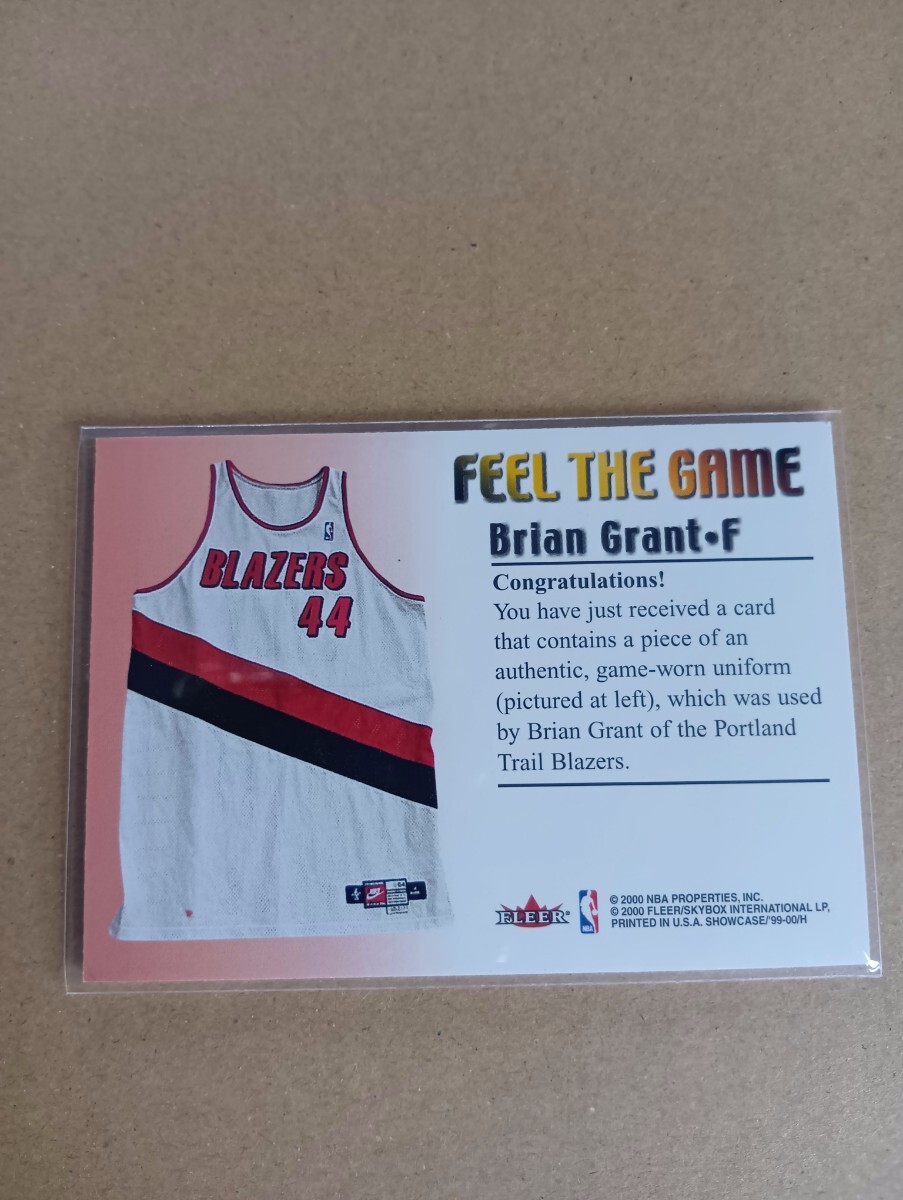 FEEL THE GAME
Brian Grant•F
Congratulations!
You have just received a card
that contains a piece of an
authentic, game-worn uniform
(pictured at left), which was used
by Brian Grant of the Portland
Trail Blazers.
BLAZERS
44
NIKE
FLEER
NBA
© 2000 NBA PROPERTIES, INC.
© 2000 FLEER/SKYBOX INTERNATIONAL LP,
PRINTED IN U.S.A. SHOWCASE/'99-00/H